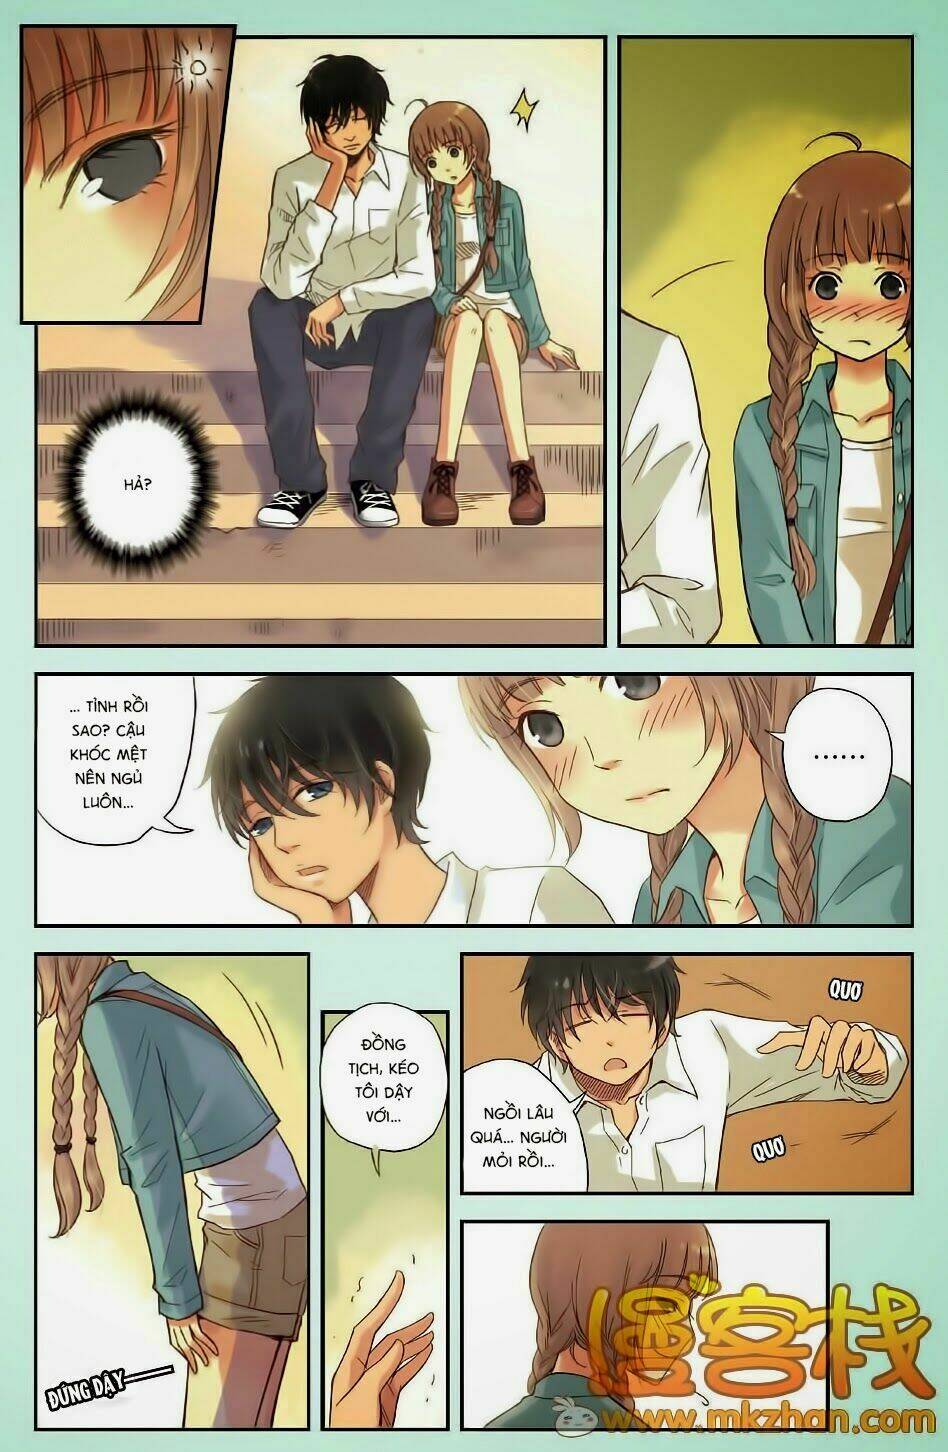 HẢ?
... TỈNH RỒI
SAO? CẬU
KHÓC MỆT
NÊN NGỦ
LUÔN...
......
ĐỨNG DẬY
ĐỒNG
TỊCH, KÉO
TÔI DẬY
VỚI...
QUƠ
NGỒI LÂU
QUÁ... NGƯỜI
MỎI RỒI...
QUƠ
漫客栈
www.mkzhan.com